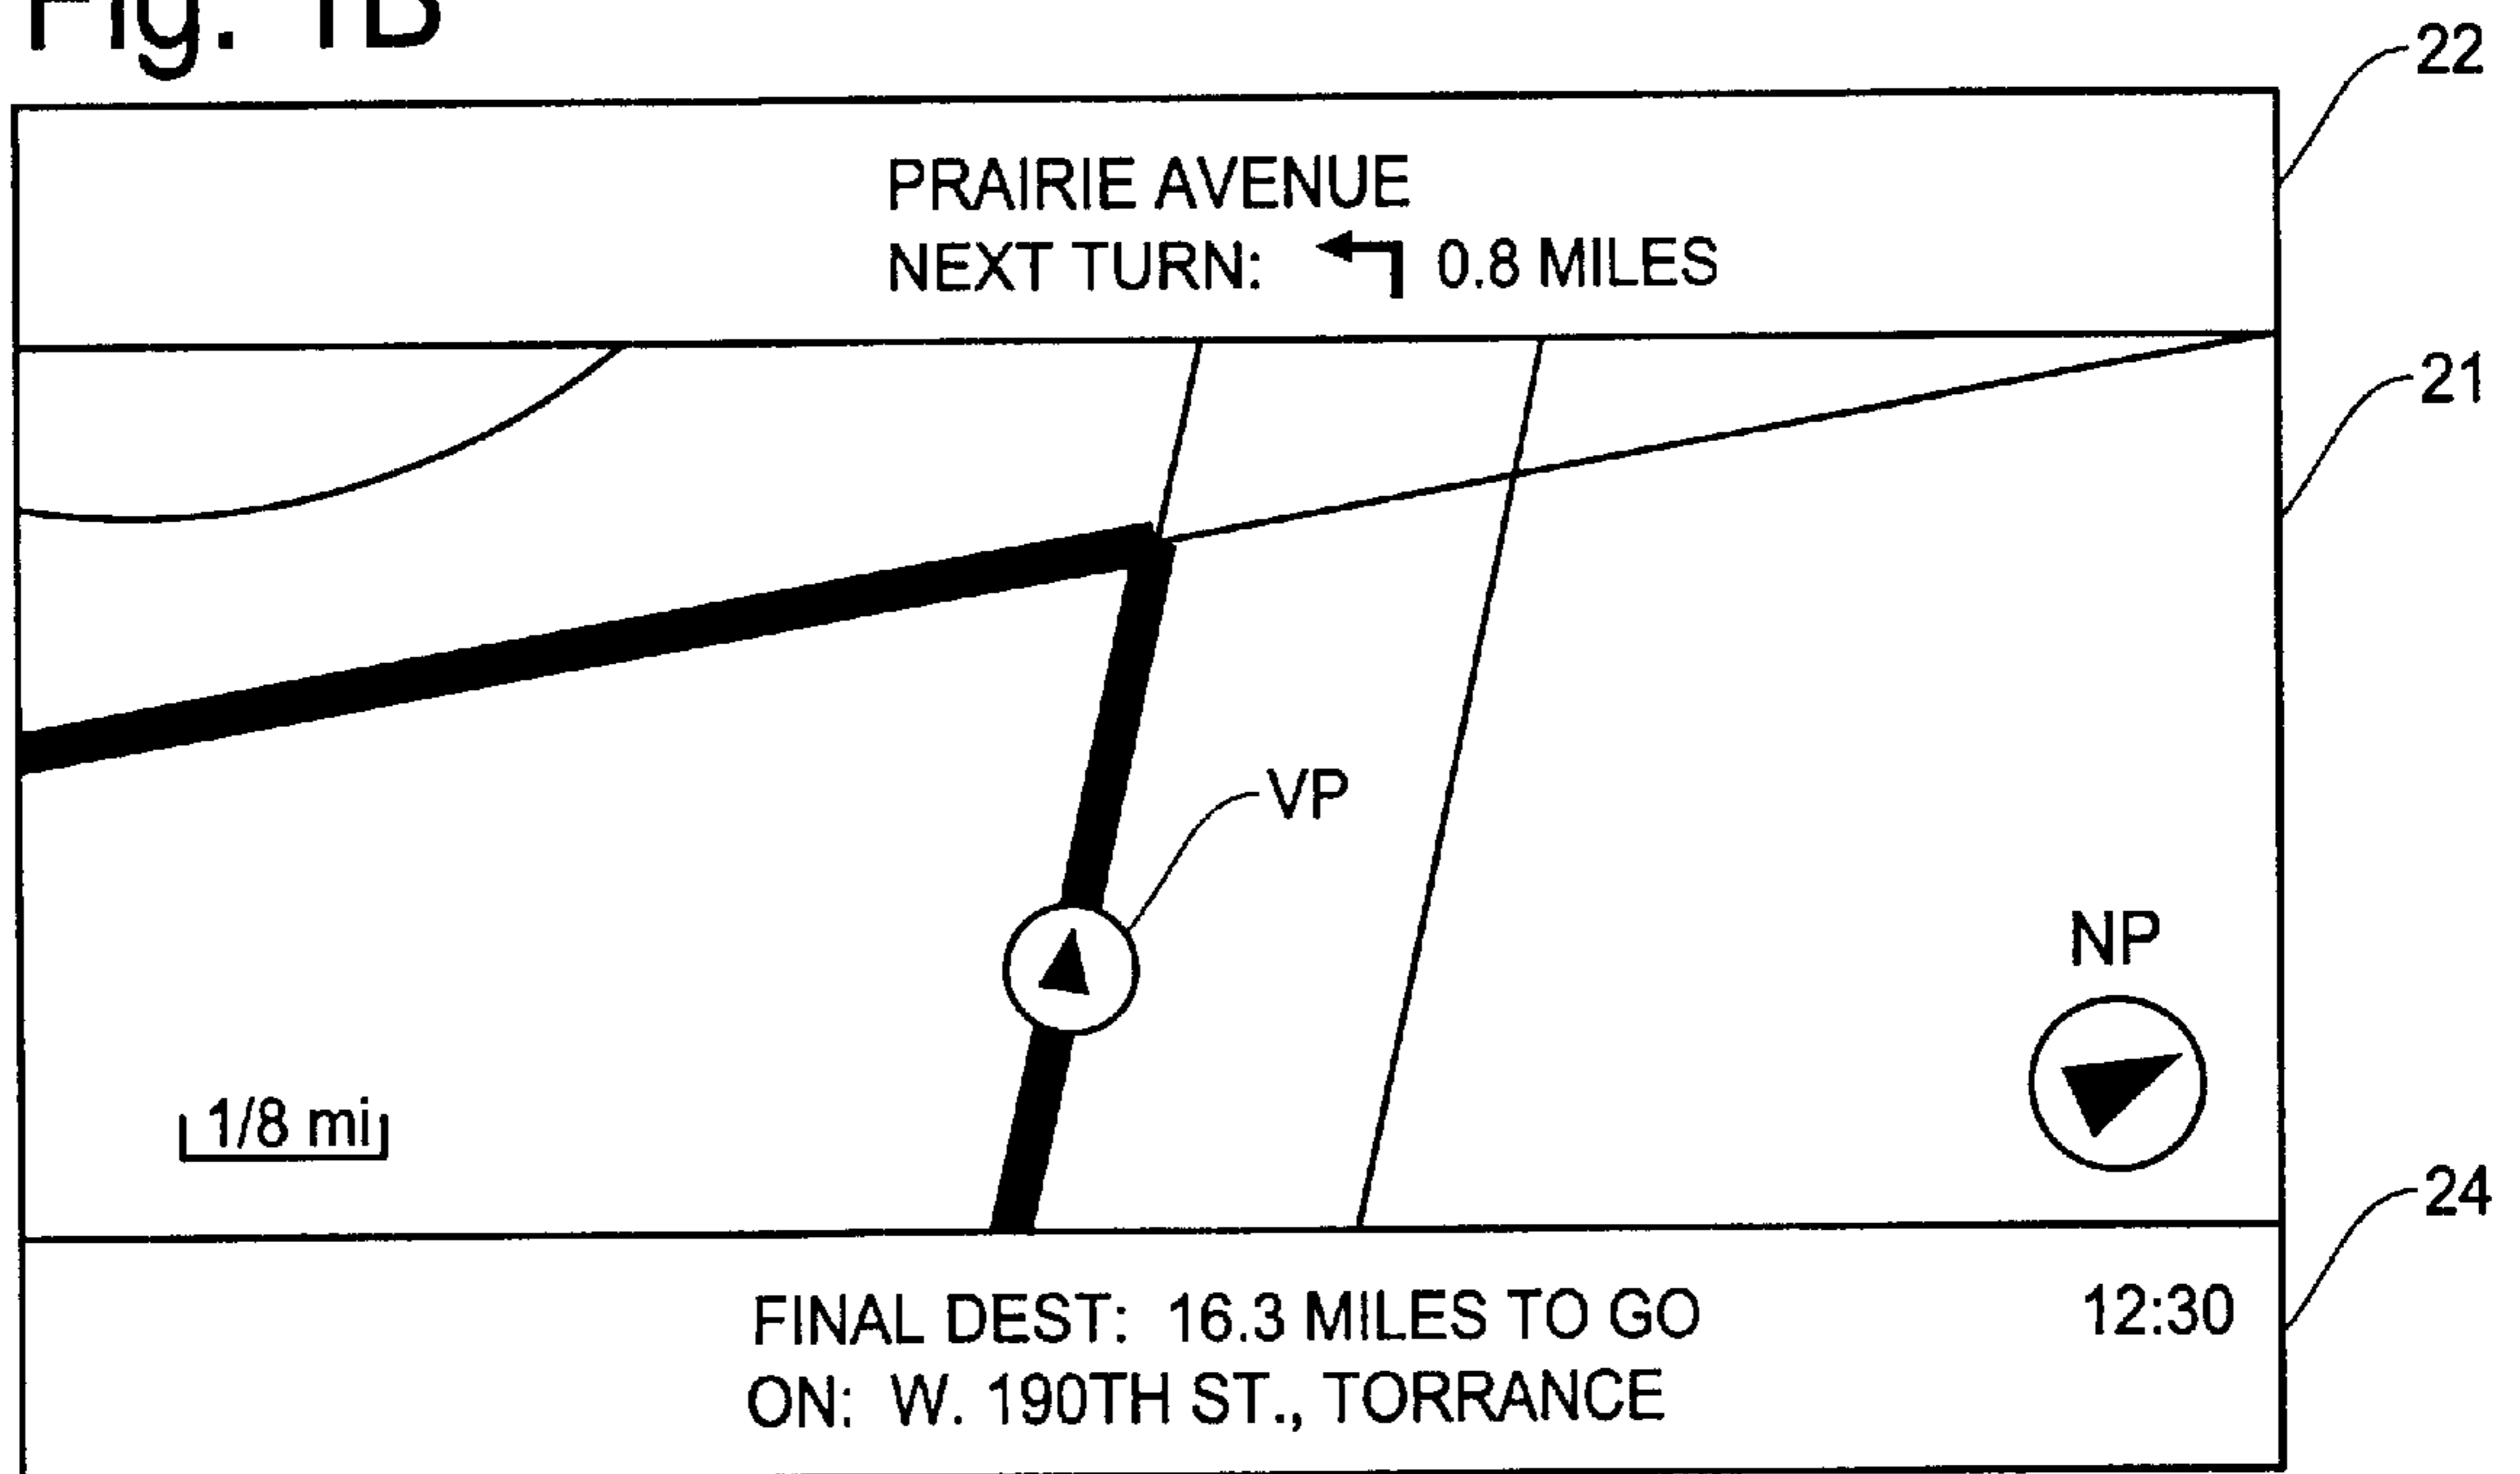 Fig. 1B
22
PRAIRIE AVENUE
NEXT TURN: 0.8 MILES
21
VP
NP
1/8 mi
24
FINAL DEST: 16.3 MILES TO GO 12:30
ON: W. 190TH ST., TORRANCE